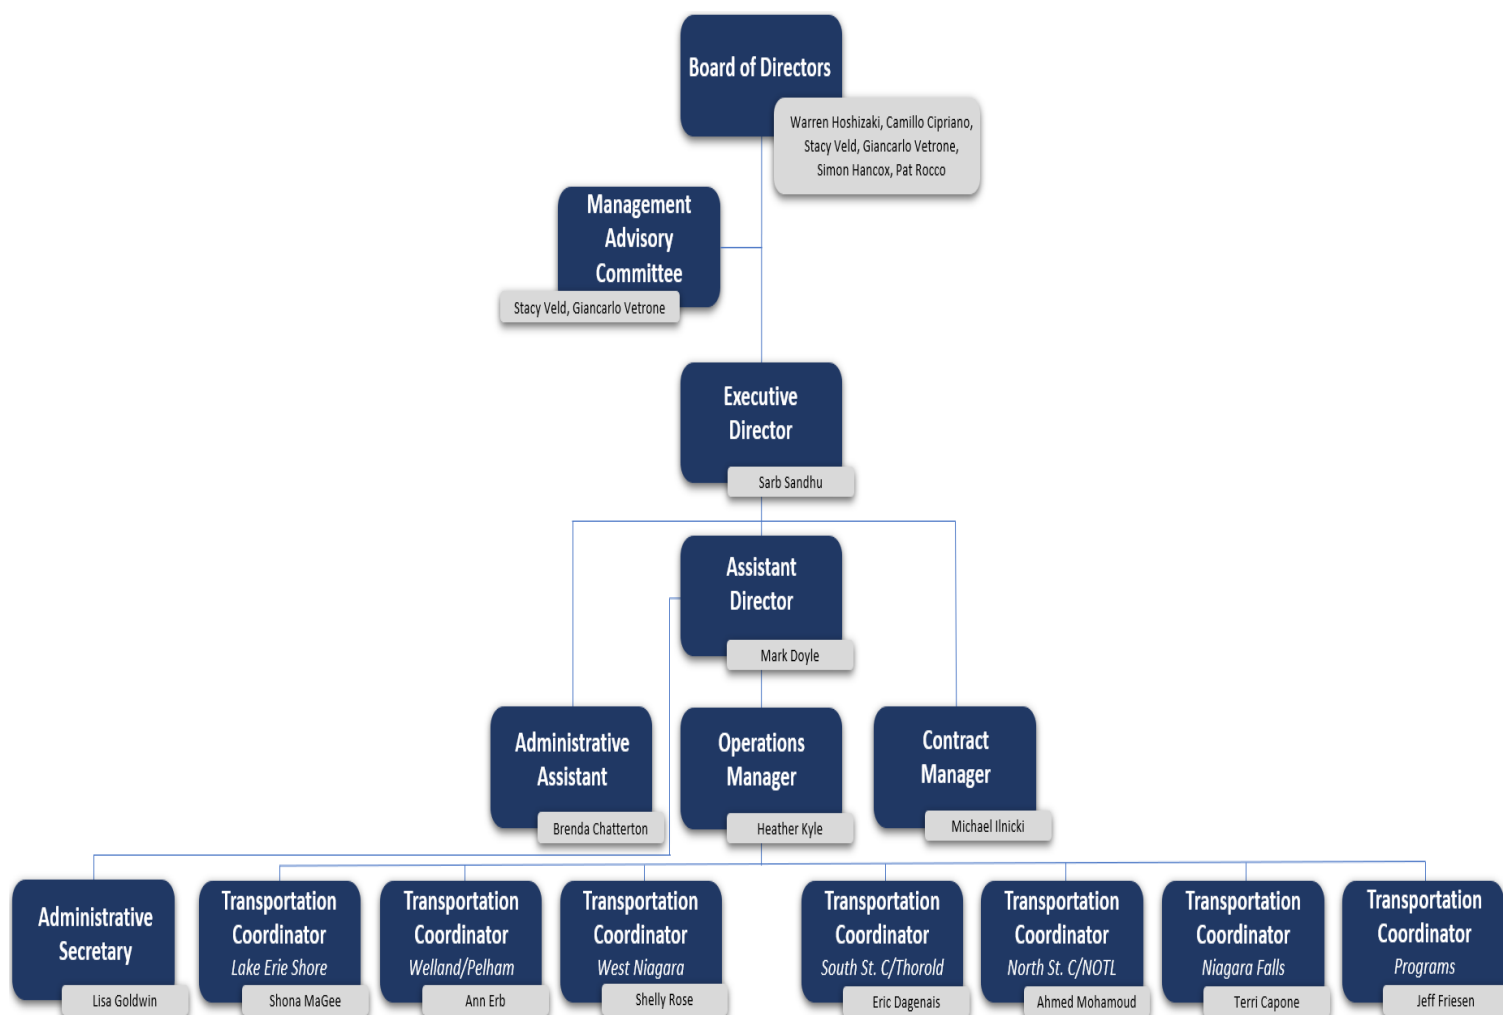 Board of Directors
Warren Hoshizaki, Camillo Cipriano,
Stacy Veld, Giancarlo Vetrone,
Simon Hancox, Pat Rocco
Management
Advisory
Committee
Stacy Veld, Giancarlo Vetrone
Executive
Director
Sarb Sandhu
Assistant
Director
Mark Doyle
Administrative
Assistant
Brenda Chatterton
Operations
Manager
Heather Kyle
Contract
Manager
Michael Ilnicki
Administrative
Secretary
Lisa Goldwin
Transportation
Coordinator
Lake Erie Shore
Shona MaGee
Transportation
Coordinator
Welland/Pelham
Ann Erb
Transportation
Coordinator
West Niagara
Shelly Rose
Transportation
Coordinator
South St. C/Thorold
Eric Dagenais
Transportation
Coordinator
North St. C/NOTL
Ahmed Mohamoud
Transportation
Coordinator
Niagara Falls
Terri Capone
Transportation
Coordinator
Programs
Jeff Friesen